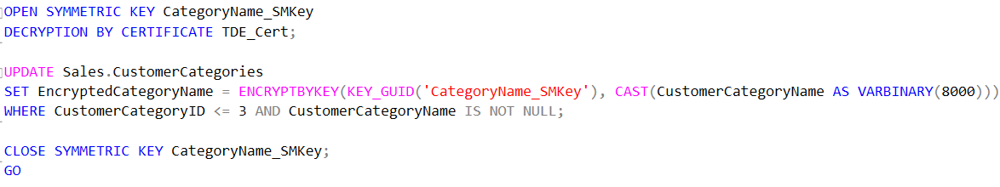 OPEN SYMMETRIC KEY CategoryName_SMKey
DECRYPTION BY CERTIFICATE TDE_Cert;
UPDATE Sales.CustomerCategories
SET EncryptedCategoryName = ENCRYPTBYKEY(KEY_GUID('CategoryName_SMKey'), CAST(CustomerCategoryName AS VARBINARY(8000)))
WHERE CustomerCategoryID <= 3 AND CustomerCategoryName IS NOT NULL;
CLOSE SYMMETRIC KEY CategoryName_SMKey;
GO